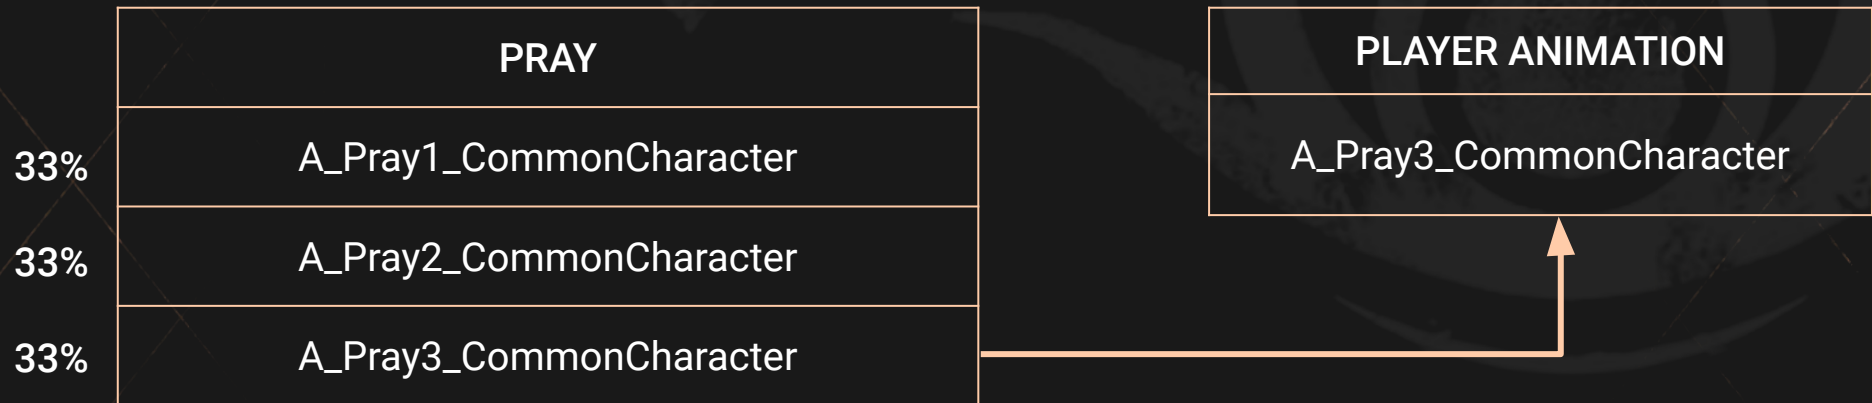 PRAY
33%
A_Pray1_CommonCharacter
33%
A_Pray2_CommonCharacter
33%
A_Pray3_CommonCharacter
PLAYER ANIMATION
A_Pray3_CommonCharacter